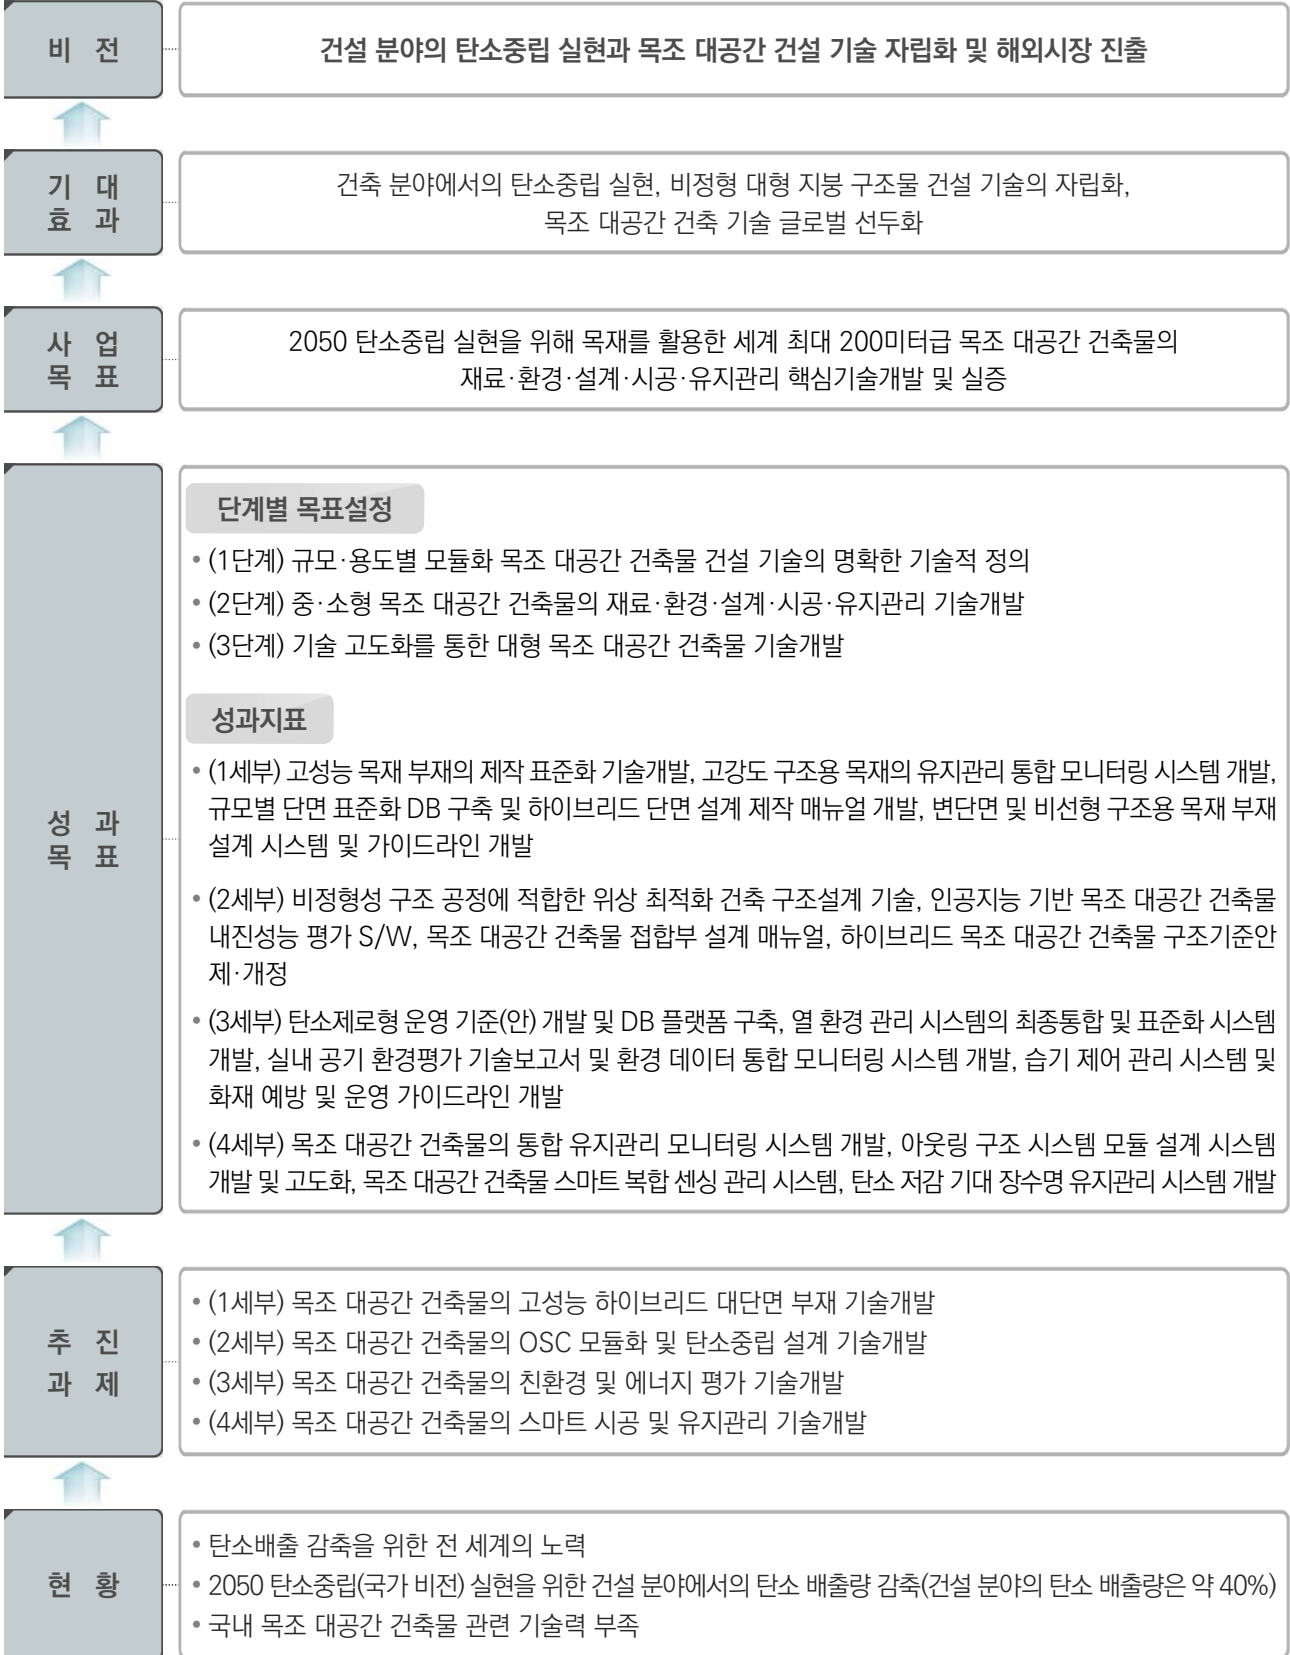 비 전
건설 분야의 탄소중립 실현과 목조 대공간 건설 기술 자립화 및 해외시장 진출
기 대
효 과
건축 분야에서의 탄소중립 실현, 비정형 대형 지붕 구조물 건설 기술의 자립화,
목조 대공간 건축 기술 글로벌 선두화
사 업
목 표
2050 탄소중립 실현을 위해 목재를 활용한 세계 최대 200미터급 목조 대공간 건축물의
재료·환경·설계·시공·유지관리 핵심기술개발 및 실증
성 과
목 표
단계별 목표설정
• (1단계) 규모·용도별 모듈화 목조 대공간 건축물 건설 기술의 명확한 기술적 정의
• (2단계) 중·소형 목조 대공간 건축물의 재료·환경·설계·시공·유지관리 기술개발
• (3단계) 기술 고도화를 통한 대형 목조 대공간 건축물 기술개발
성과지표
• (1세부) 고성능 목재 부재의 제작 표준화 기술개발, 고강도 구조용 목재의 유지관리 통합 모니터링 시스템 개발,
규모별 단면 표준화 DB 구축 및 하이브리드 단면 설계 제작 매뉴얼 개발, 변단면 및 비선형 구조용 목재 부재
설계 시스템 및 가이드라인 개발
• (2세부) 비정형성 구조 공정에 적합한 위상 최적화 건축 구조설계 기술, 인공지능 기반 목조 대공간 건축물
내진성능 평가 S/W, 목조 대공간 건축물 접합부 설계 매뉴얼, 하이브리드 목조 대공간 건축물 구조기준안
제·개정
• (3세부) 탄소제로형 운영 기준(안) 개발 및 DB 플랫폼 구축, 열 환경 관리 시스템의 최종통합 및 표준화 시스템
개발, 실내 공기 환경평가 기술보고서 및 환경 데이터 통합 모니터링 시스템 개발, 습기 제어 관리 시스템 및
화재 예방 및 운영 가이드라인 개발
• (4세부) 목조 대공간 건축물의 통합 유지관리 모니터링 시스템 개발, 아웃링 구조 시스템 모듈 설계 시스템
개발 및 고도화, 목조 대공간 건축물 스마트 복합 센싱 관리 시스템, 탄소 저감 기대 장수명 유지관리 시스템 개발
추 진
과 제
• (1세부) 목조 대공간 건축물의 고성능 하이브리드 대단면 부재 기술개발
• (2세부) 목조 대공간 건축물의 OSC 모듈화 및 탄소중립 설계 기술개발
• (3세부) 목조 대공간 건축물의 친환경 및 에너지 평가 기술개발
• (4세부) 목조 대공간 건축물의 스마트 시공 및 유지관리 기술개발
현 황
• 탄소배출 감축을 위한 전 세계의 노력
• 2050 탄소중립(국가 비전) 실현을 위한 건설 분야에서의 탄소 배출량 감축(건설 분야의 탄소 배출량은 약 40%)
• 국내 목조 대공간 건축물 관련 기술력 부족